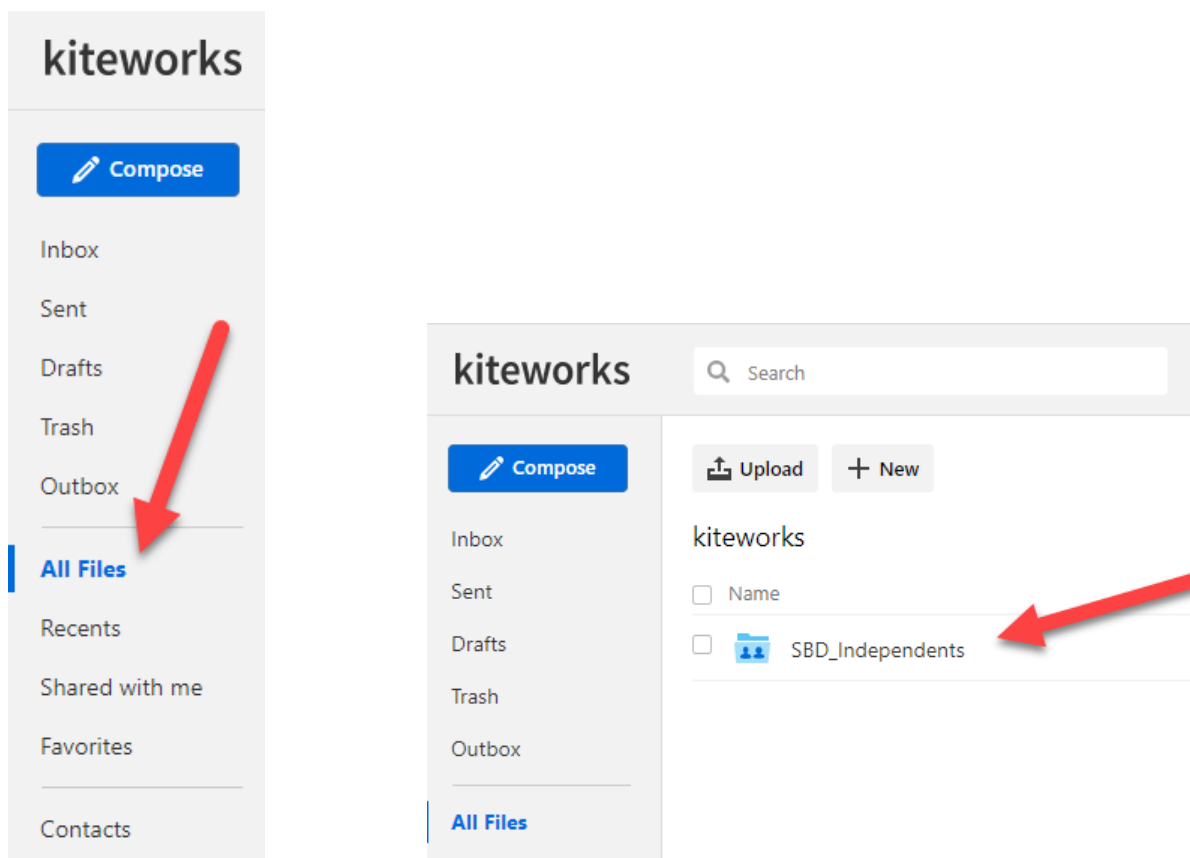 kiteworks
Compose
Inbox
Sent
Drafts
Trash
Outbox
All Files
Recents
Shared with me
Favorites
Contacts
kiteworks
Search
Compose
Upload
New
Inbox
Sent
Drafts
Trash
Outbox
All Files
kiteworks
Name
SBD_Independents